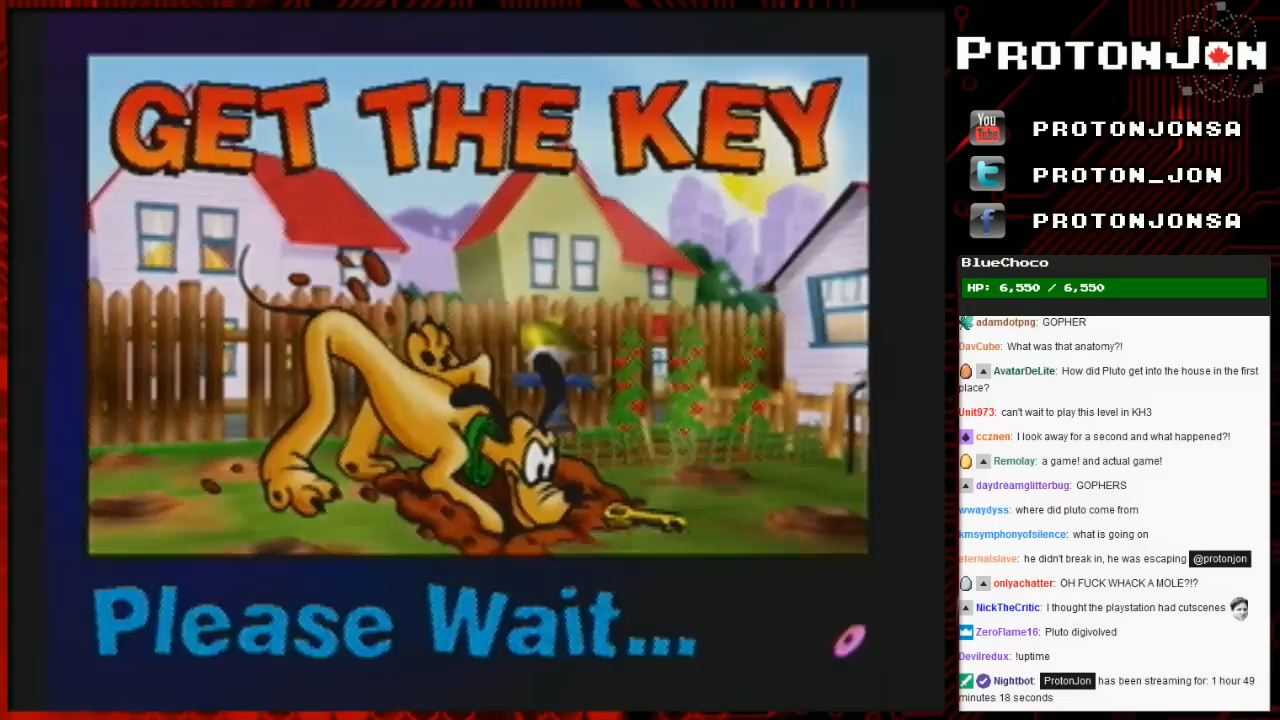 GET THE KEY
Please Wait...
PROTONJON
You
Tube
PROTONJONSA
PROTON_JON
PROTONJONSA
BlueChoco
HP: 6,550 / 6,550
adamdotpng: GOPHER
DavCube: What was that anatomy?!
AvatarDeLite: How did Pluto get into the house in the first
place?
Unit973: can't wait to play this level in KH3
ccznen: I look away for a second and what happened?!
Remolay: a game! and actual game!
daydreamglitterbug: GOPHERS
wwaydyss: where did pluto come from
kmsymphonyofsilence: what is going on
eternalslave: he didn't break in, he was escaping @protonjon
onlyachatter: OH FUCK WHACK A MOLE?!?
NickTheCritic: I thought the playstation had cutscenes
ZeroFlame16: Pluto digivolved
Devilredux: !uptime
Nightbot: ProtonJon has been streaming for: 1 hour 49
minutes 18 seconds